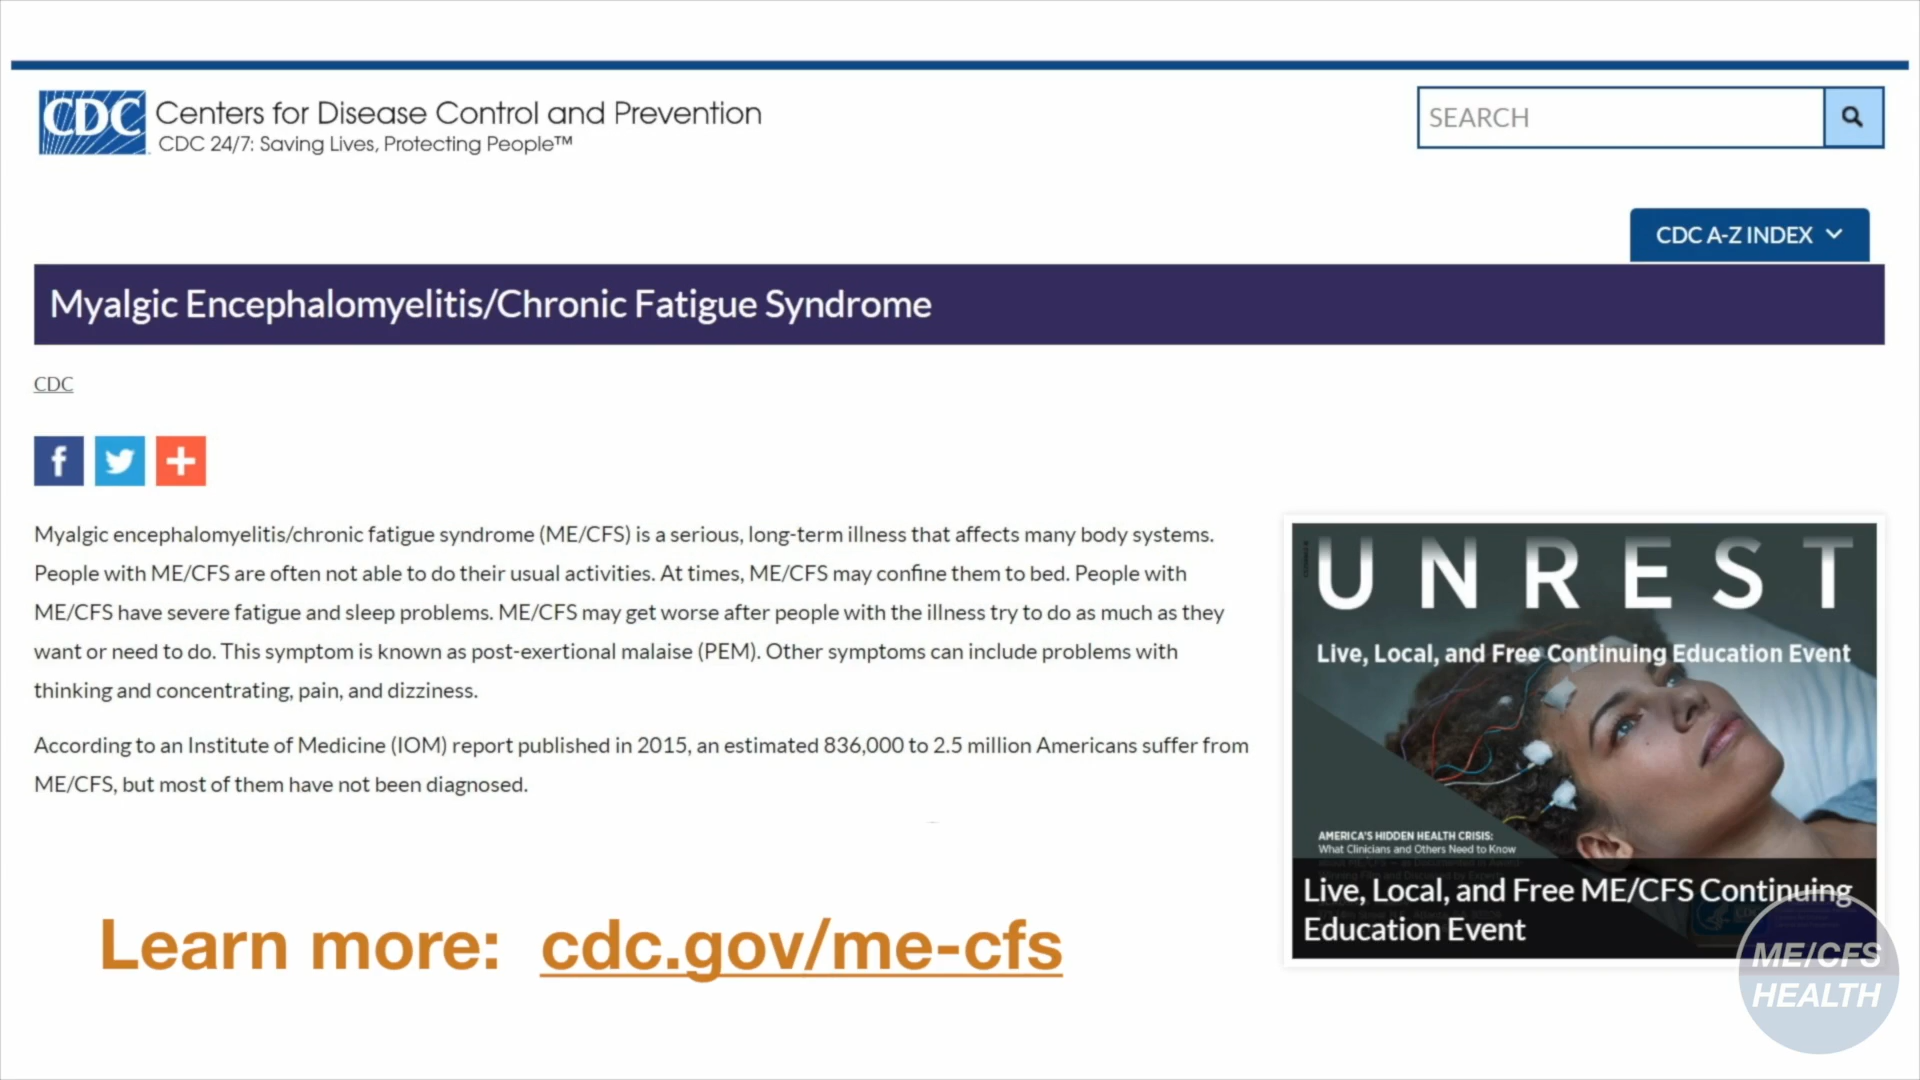 CDC
Centers for Disease Control and Prevention
CDC 24/7: Saving Lives, Protecting People™
SEARCH
CDC A-Z INDEX
Myalgic Encephalomyelitis/Chronic Fatigue Syndrome
CDC
Myalgic encephalomyelitis/chronic fatigue syndrome (ME/CFS) is a serious, long-term illness that affects many body systems.
People with ME/CFS are often not able to do their usual activities. At times, ME/CFS may confine them to bed. People with
ME/CFS have severe fatigue and sleep problems. ME/CFS may get worse after people with the illness try to do as much as they
want or need to do. This symptom is known as post-exertional malaise (PEM). Other symptoms can include problems with
thinking and concentrating, pain, and dizziness.
According to an Institute of Medicine (IOM) report published in 2015, an estimated 836,000 to 2.5 million Americans suffer from
ME/CFS, but most of them have not been diagnosed.
UNREST
Live, Local, and Free Continuing Education Event
AMERICA'S HIDDEN HEALTH CRISIS:
What Clinicians and Others Need to Know
Live, Local, and Free ME/CFS Continuing
Education Event
Learn more: cdc.gov/me-cfs
ME/CFS
HEALTH